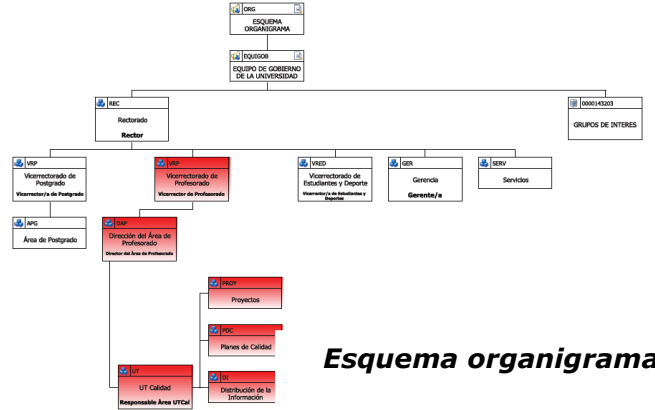 ORG
ESQUEMA
ORGANIGRAMA
EQUIGOB
EQUIPO DE GOBIERNO
DE LA UNIVERSIDAD
REC
Rectorado
Rector
0000143203
GRUPOS DE INTERES
VRP
Vicerrectorado de
Postgrado
Vicerrector/a de Postgrado
VRP
Vicerrectorado de
Profesorado
Vicerrector de Profesorado
VRED
Vicerrectorado de
Estudiantes y Deporte
Vicerrector/a de Estudiantes y
Deportes
GER
Gerencia
Gerente/a
SERV
Servicios
APG
Área de Postgrado
DAP
Dirección del Área de
Profesorado
Director del Área de Profesorado
PROY
Proyectos
PDC
Planes de Calidad
UT
UT Calidad
Responsable Àrea UTCal
DI
Distribución de la
Información
Esquema organigrama